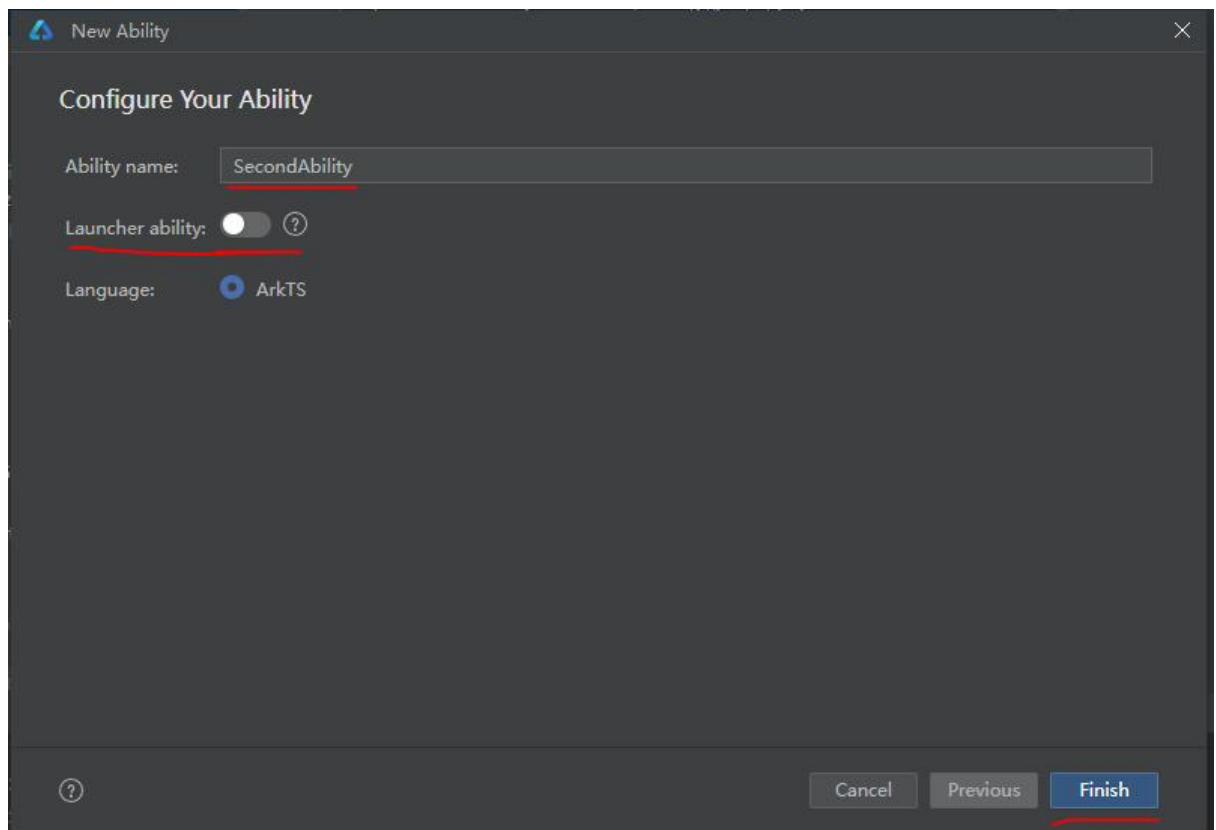 New Ability
Configure Your Ability
Ability name: SecondAbility
Launcher ability: ?
Language: ArkTS
? Cancel Previous Finish